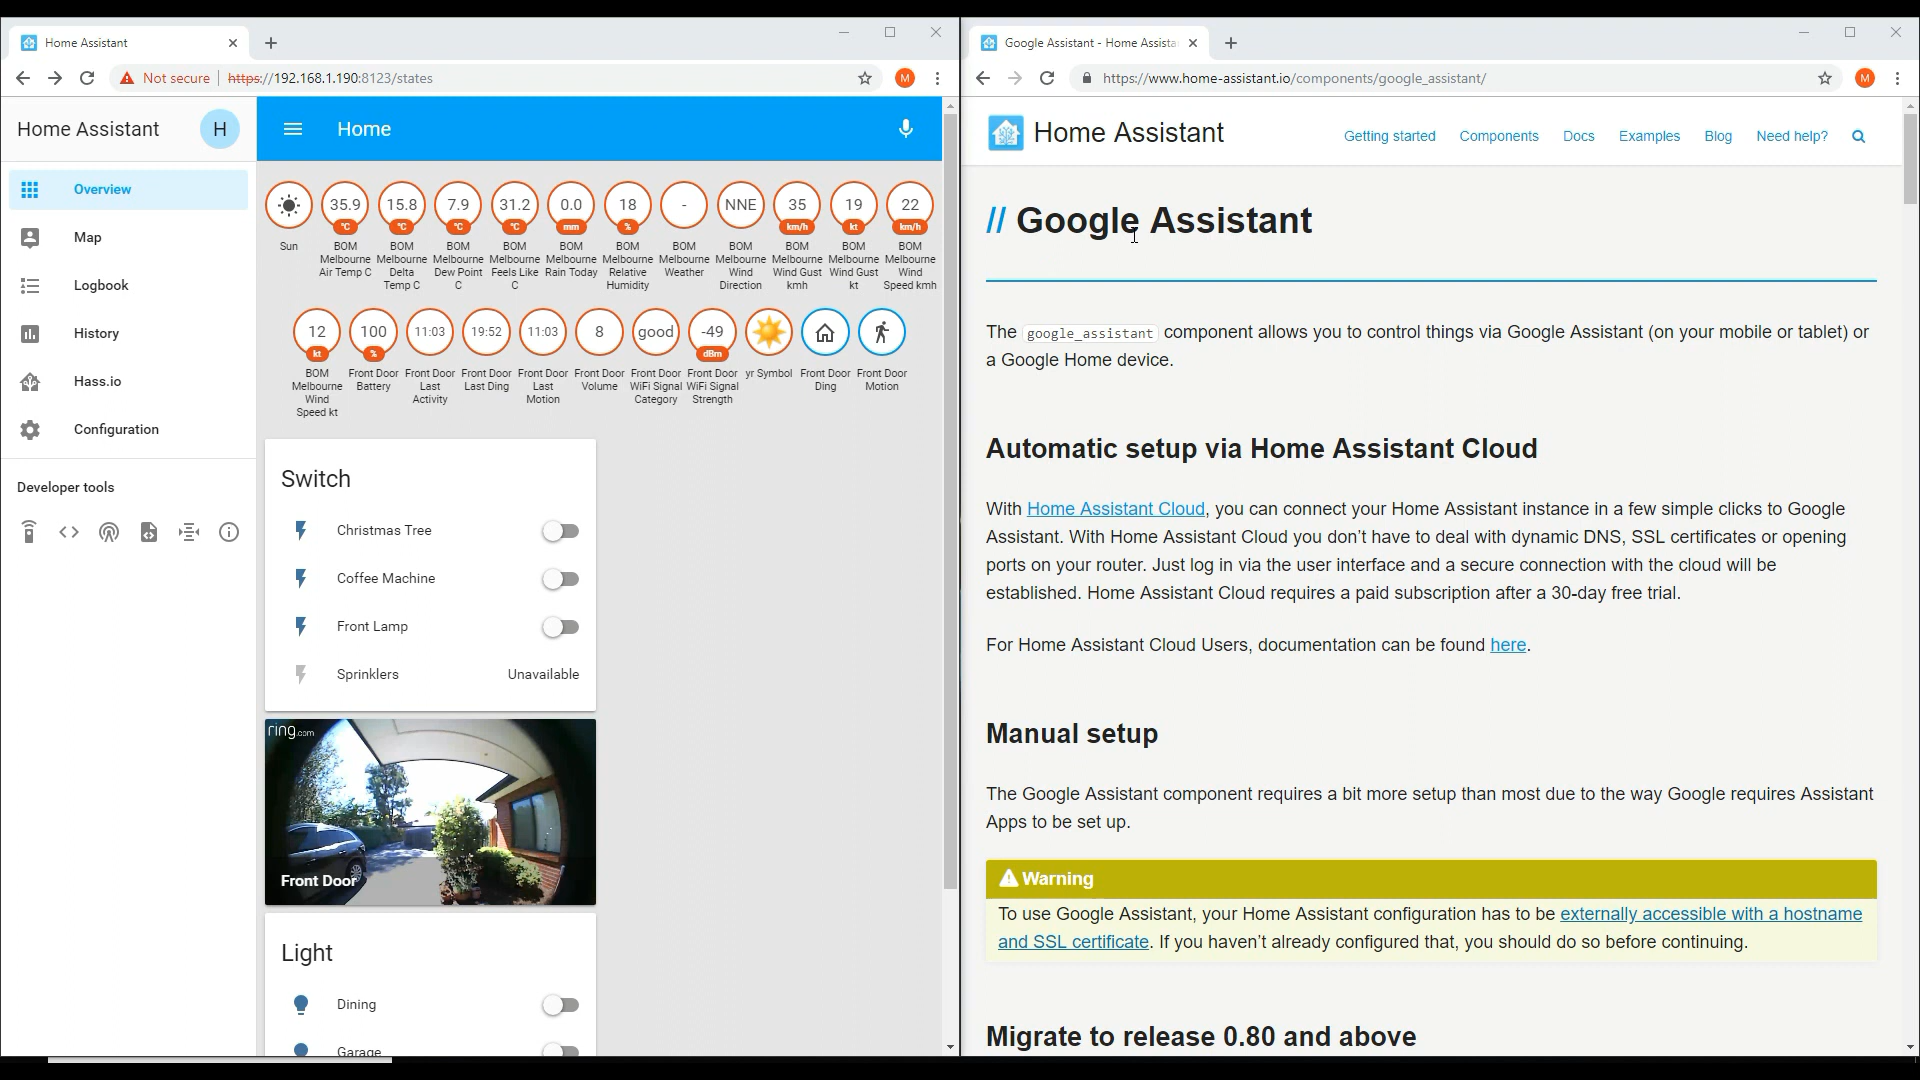 Home Assistant
Not secure https://192.168.1.190:8123/states
M
Home Assistant
H
Home
Overview
Map
Logbook
History
Hass.io
Configuration
Developer tools
35.9 15.8 7.9 31.2 0.0 18 - NNE 35 19 22
°C °C °C °C mm % km/h kt km/h
Sun BOM BOM BOM BOM BOM BOM BOM BOM BOM BOM BOM
Melbourne Melbourne Melbourne Melbourne Melbourne Melbourne Melbourne Melbourne Melbourne Melbourne Melbourne
Air Temp C Delta Dew Point Feels Like Rain Today Relative Weather Wind Wind Gust Wind Gust Wind
Temp C C C Humidity Direction kmh kt Speed kmh
12 100 11:03 19:52 11:03 8 good -49
kt % dBm
BOM Front Door Front Door Front Door Front Door Front Door Front Door Front Door yr Symbol Front Door Front Door
Melbourne Battery Last Last Ding Last Volume WiFi Signal WiFi Signal Ding Motion
Wind Activity Motion Category Strength
Speed kt
Switch
Christmas Tree
Coffee Machine
Front Lamp
Sprinklers Unavailable
ring.com
Front Door
Light
Dining
Garage
Google Assistant - Home Assista
https://www.home-assistant.io/components/google_assistant/
M
Home Assistant
Getting started Components Docs Examples Blog Need help?
// Google Assistant
The google_assistant component allows you to control things via Google Assistant (on your mobile or tablet) or
a Google Home device.
Automatic setup via Home Assistant Cloud
With Home Assistant Cloud, you can connect your Home Assistant instance in a few simple clicks to Google
Assistant. With Home Assistant Cloud you don’t have to deal with dynamic DNS, SSL certificates or opening
ports on your router. Just log in via the user interface and a secure connection with the cloud will be
established. Home Assistant Cloud requires a paid subscription after a 30-day free trial.
For Home Assistant Cloud Users, documentation can be found here.
Manual setup
The Google Assistant component requires a bit more setup than most due to the way Google requires Assistant
Apps to be set up.
Warning
To use Google Assistant, your Home Assistant configuration has to be externally accessible with a hostname
and SSL certificate. If you haven’t already configured that, you should do so before continuing.
Migrate to release 0.80 and above